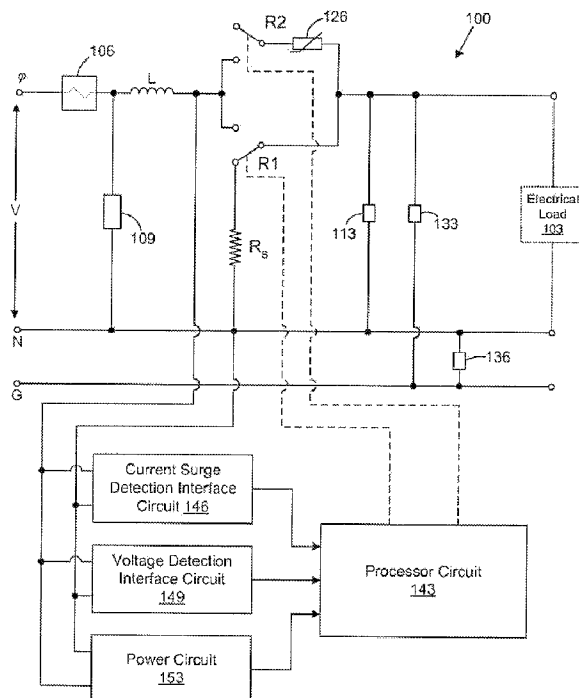 100
R2
126
106
φ
L
R1
V
109
113
133
Electrical
Load
103
Rs
N
136
G
Current Surge
Detection Interface
Circuit 146
Voltage Detection
Interface Circuit
149
Processor Circuit
143
Power Circuit
153